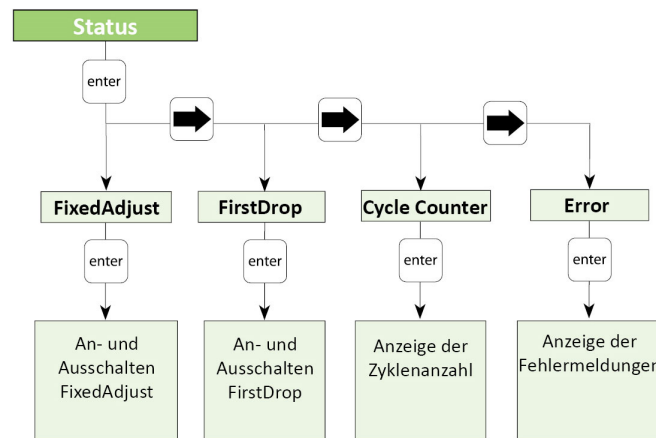 Status
enter
FixedAdjust
FirstDrop
Cycle Counter
Error
enter
enter
enter
enter
An- und
Ausschalten
FixedAdjust
An- und
Ausschalten
FirstDrop
Anzeige der
Zyklenanzahl
Anzeige der
Fehlermeldungen